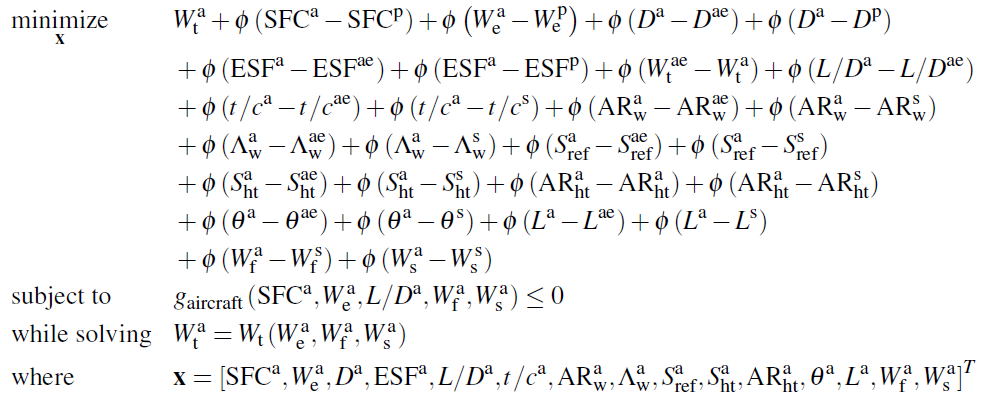 minimize W_t^a + ϕ (SFC^a − SFC^p) + ϕ (W_e^a − W_e^p) + ϕ (D^a − D^ae) + ϕ (D^a − D^p)
x
+ ϕ (ESF^a − ESF^ae) + ϕ (ESF^a − ESF^p) + ϕ (W_t^ae − W_t^a) + ϕ (L/D^a − L/D^ae)
+ ϕ (t/c^a − t/c^ae) + ϕ (t/c^a − t/c^s) + ϕ (AR_w^a − AR_w^ae) + ϕ (AR_w^a − AR_w^s)
+ ϕ (Λ_w^a − Λ_w^ae) + ϕ (Λ_w^a − Λ_w^s) + ϕ (S_ref^a − S_ref^ae) + ϕ (S_ref^a − S_ref^s)
+ ϕ (S_ht^a − S_ht^ae) + ϕ (S_ht^a − S_ht^s) + ϕ (AR_ht^a − AR_ht^a) + ϕ (AR_ht^a − AR_ht^s)
+ ϕ (θ^a − θ^ae) + ϕ (θ^a − θ^s) + ϕ (L^a − L^ae) + ϕ (L^a − L^s)
+ ϕ (W_f^a − W_f^s) + ϕ (W_s^a − W_s^s)
subject to g_aircraft (SFC^a, W_e^a, L/D^a, W_f^a, W_s^a) ≤ 0
while solving W_t^a = W_t (W_e^a, W_f^a, W_s^a)
where x = [SFC^a, W_e^a, D^a, ESF^a, L/D^a, t/c^a, AR_w^a, Λ_w^a, S_ref^a, S_ht^a, AR_ht^a, θ^a, L^a, W_f^a, W_s^a]^T